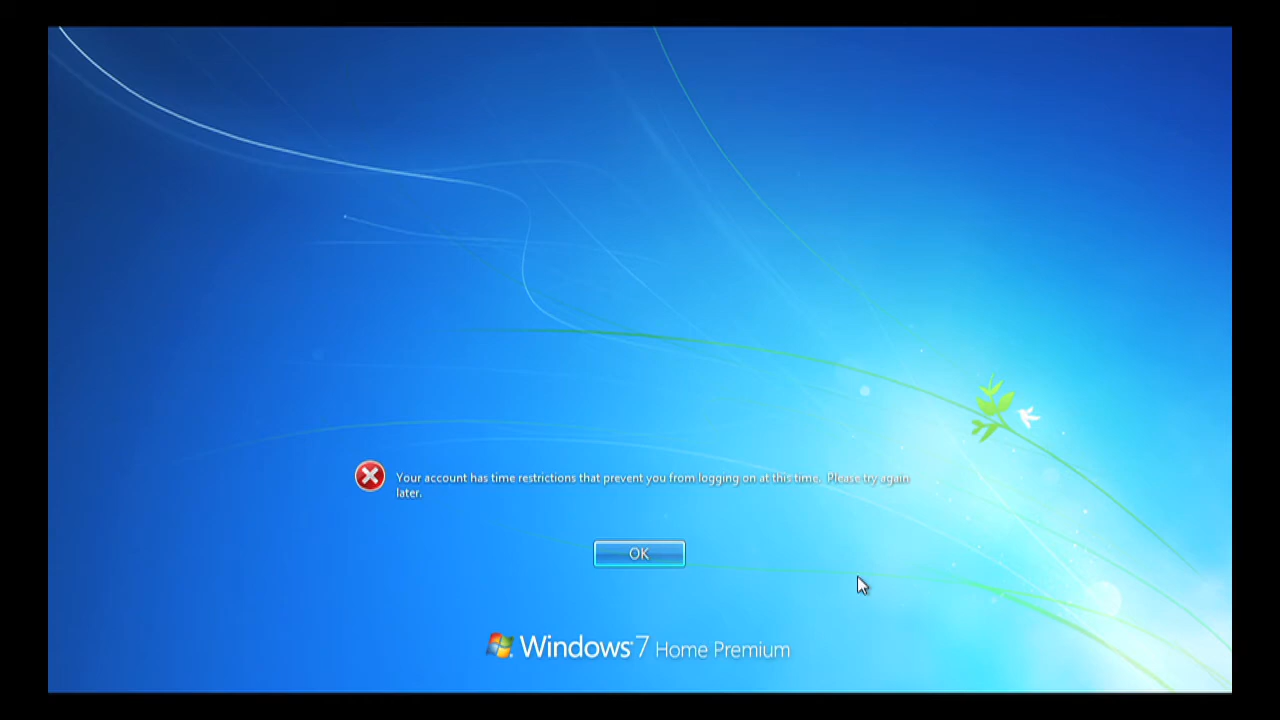 Your account has time restrictions that prevent you from logging on at this time. Please try again
later.
OK
Windows 7 Home Premium